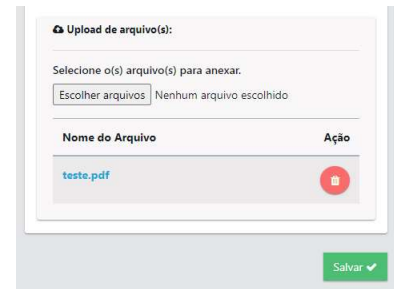 Upload de arquivo(s):
Selecione o(s) arquivo(s) para anexar.
Escolher arquivos Nenhum arquivo escolhido
Nome do Arquivo Ação
teste.pdf
Salvar